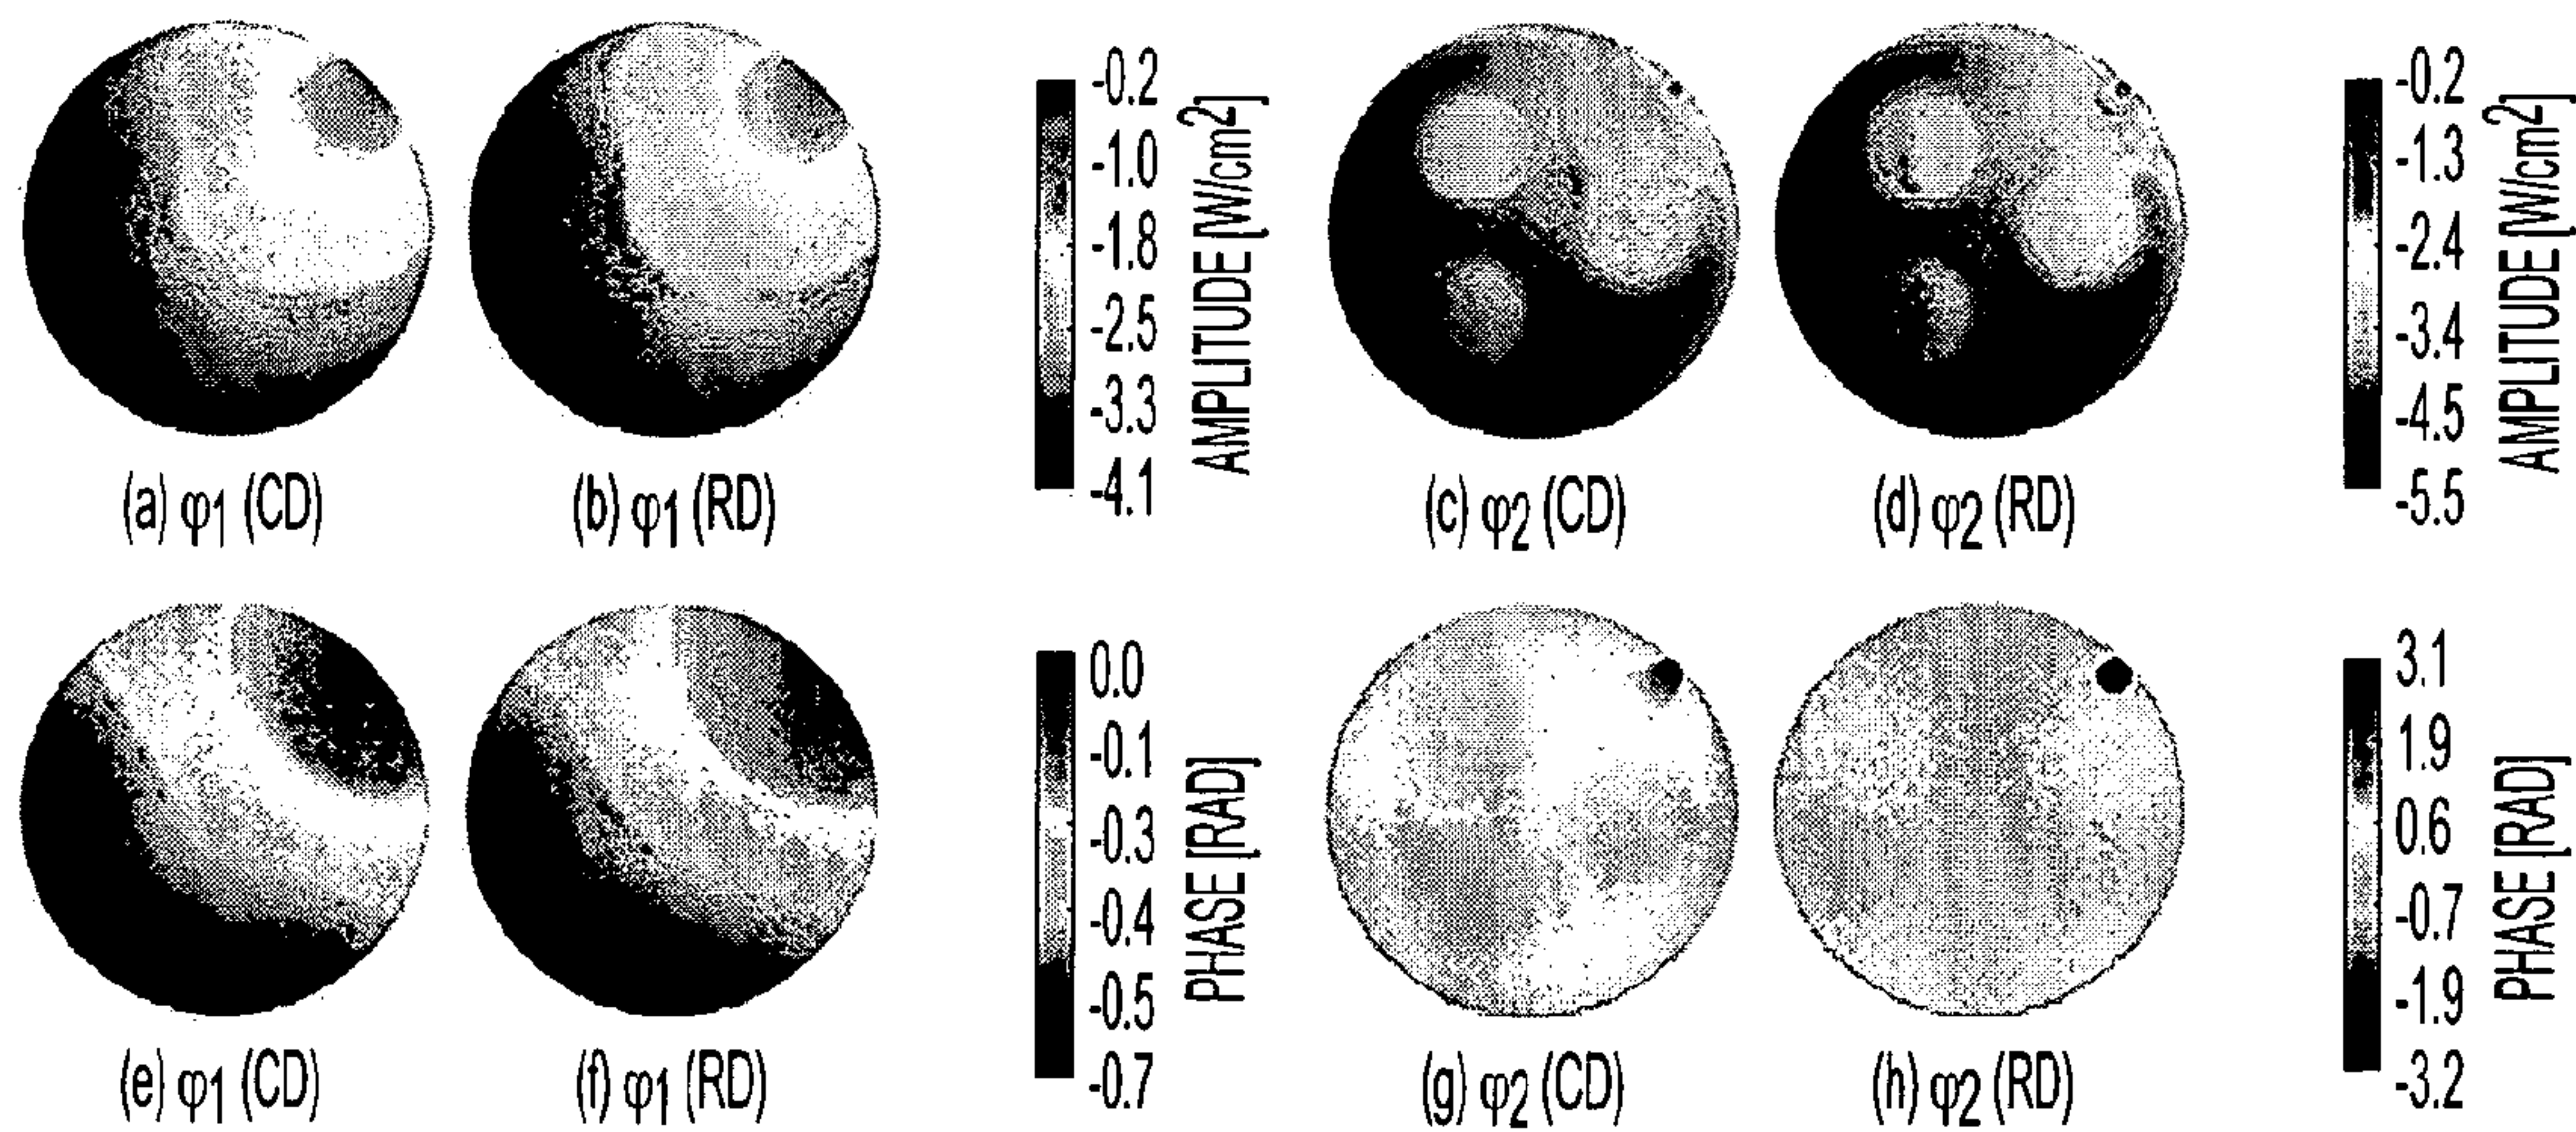 -0.2
-1.0
-1.8
-2.5
-3.3
-4.1
AMPLITUDE [W/cm2]
-0.2
-1.3
-2.4
-3.4
-4.5
-5.5
AMPLITUDE [W/cm2]
(a) φ1 (CD)
(b) φ1 (RD)
(c) φ2 (CD)
(d) φ2 (RD)
0.0
-0.1
-0.3
-0.4
-0.5
-0.7
PHASE [RAD]
3.1
1.9
0.6
-0.7
-1.9
-3.2
PHASE [RAD]
(e) φ1 (CD)
(f) φ1 (RD)
(g) φ2 (CD)
(h) φ2 (RD)